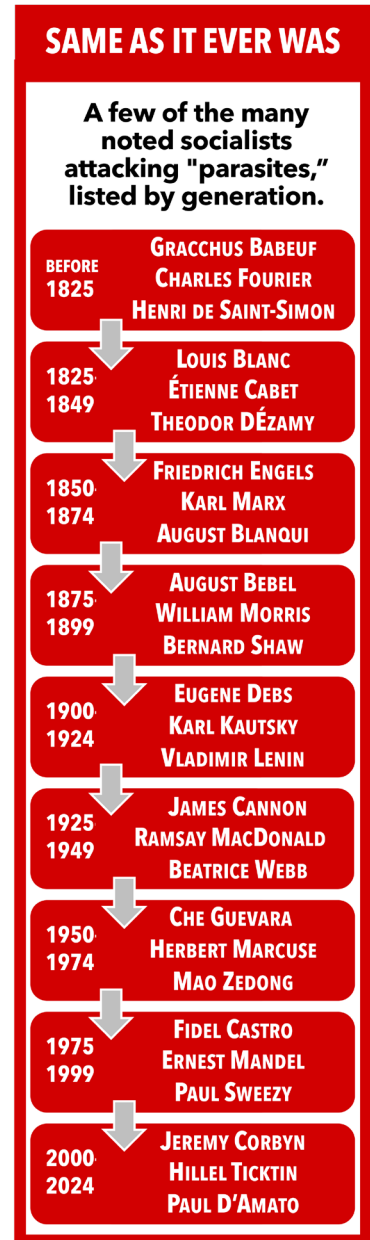 SAME AS IT EVER WAS
A few of the many
noted socialists
attacking "parasites,”
listed by generation.
BEFORE
1825
GRACCHUS BABEUF
CHARLES FOURIER
HENRI DE SAINT-SIMON
1825-
1849
LOUIS BLANC
ÉTIENNE CABET
THEODOR DÉZAMY
1850-
1874
FRIEDRICH ENGELS
KARL MARX
AUGUST BLANQUI
1875-
1899
AUGUST BEBEL
WILLIAM MORRIS
BERNARD SHAW
1900-
1924
EUGENE DEBS
KARL KAUTSKY
VLADIMIR LENIN
1925
1949
JAMES CANNON
RAMSAY MACDONALD
BEATRICE WEBB
1950-
1974
CHE GUEVARA
HERBERT MARCUSE
MAO ZEDONG
1975
1999
FIDEL CASTRO
ERNEST MANDEL
PAUL SWEEZY
2000-
2024
JEREMY CORBYN
HILLEL TICKTIN
PAUL D’AMATO